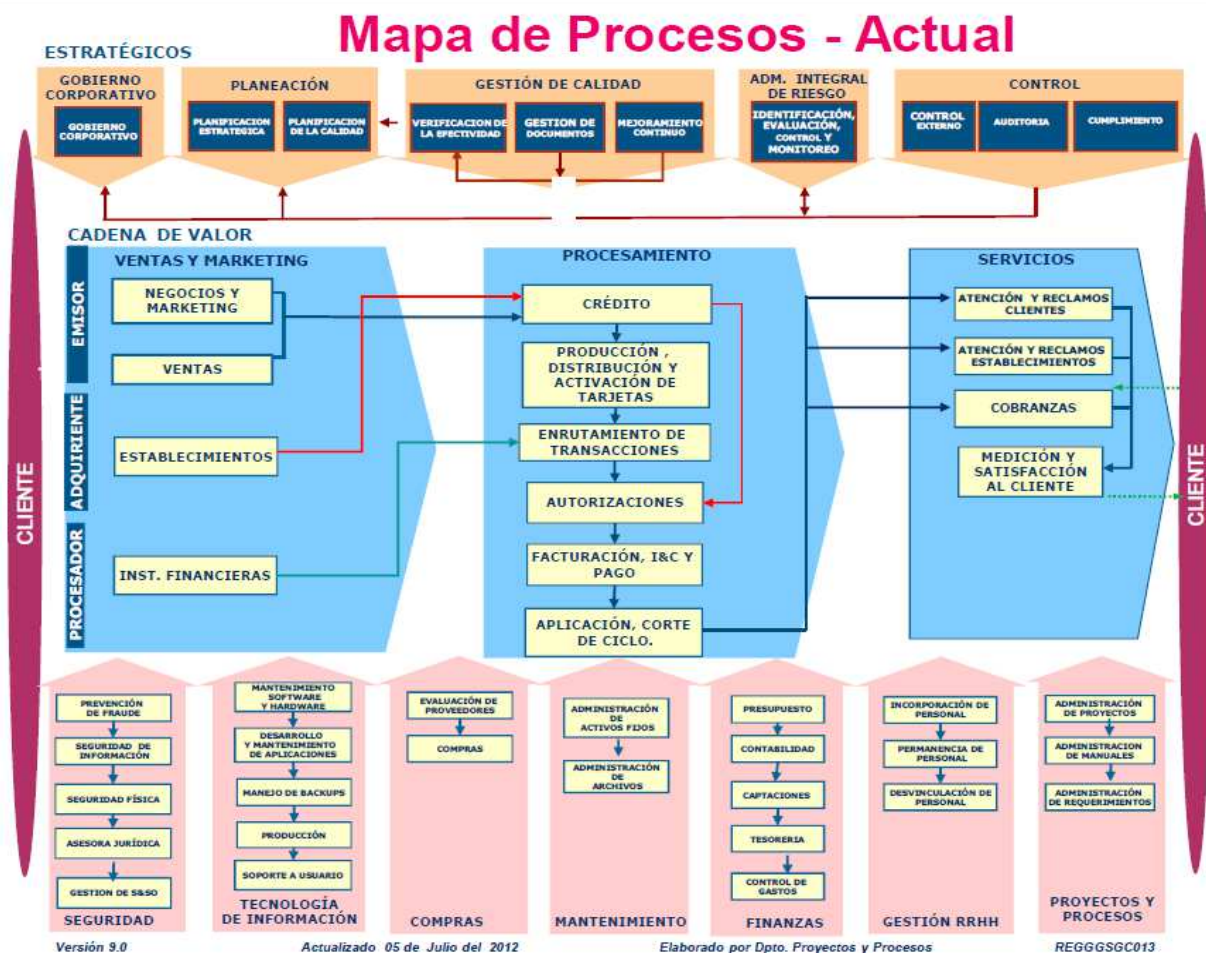 Mapa de Procesos - Actual
ESTRATÉGICOS
GOBIERNO
CORPORATIVO
GOBIERNO
CORPORATIVO
PLANEACIÓN
PLANIFICACION
ESTRATEGICA
PLANIFICACION
DE LA CALIDAD
GESTIÓN DE CALIDAD
VERIFICACION DE
LA EFECTIVIDAD
GESTION DE
DOCUMENTOS
MEJORAMIENTO
CONTINUO
ADM. INTEGRAL
DE RIESGO
IDENTIFICACIÓN,
EVALUACIÓN,
CONTROL Y
MONITOREO
CONTROL
CONTROL
EXTERNO
AUDITORIA
CUMPLIMIENTO
CLIENTE
CADENA DE VALOR
EMISOR
ADQUIRIENTE
PROCESADOR
VENTAS Y MARKETING
NEGOCIOS Y
MARKETING
VENTAS
ESTABLECIMIENTOS
INST. FINANCIERAS
PROCESAMIENTO
CRÉDITO
PRODUCCIÓN ,
DISTRIBUCIÓN Y
ACTIVACIÓN DE
TARJETAS
ENRUTAMIENTO DE
TRANSACCIONES
AUTORIZACIONES
FACTURACIÓN, I&C Y
PAGO
APLICACIÓN, CORTE
DE CICLO.
SERVICIOS
ATENCIÓN Y RECLAMOS
CLIENTES
ATENCIÓN Y RECLAMOS
ESTABLECIMIENTOS
COBRANZAS
MEDICIÓN Y
SATISFACCIÓN
AL CLIENTE
CLIENTE
PREVENCIÓN
DE FRAUDE
SEGURIDAD DE
INFORMACIÓN
SEGURIDAD FÍSICA
ASESORA JURÍDICA
GESTION DE S&SO
SEGURIDAD
MANTENIMIENTO
SOFTWARE
Y HARDWARE
DESARROLLO
Y MANTENIMIENTO
DE APLICACIONES
MANEJO DE BACKUPS
PRODUCCIÓN
SOPORTE A USUARIO
TECNOLOGÍA
DE INFORMACIÓN
EVALUACIÓN DE
PROVEEDORES
COMPRAS
COMPRAS
ADMINISTRACIÓN
DE
ACTIVOS FIJOS
ADMINISTRACIÓN
DE
ARCHIVOS
MANTENIMIENTO
PRESUPUESTO
CONTABILIDAD
CAPTACIONES
TESORERIA
CONTROL DE
GASTOS
FINANZAS
INCORPORACIÓN DE
PERSONAL
PERMANENCIA DE
PERSONAL
DESVINCULACIÓN DE
PERSONAL
GESTIÓN RRHH
ADMINISTRACIÓN
DE PROYECTOS
ADMINISTRACION
DE MANUALES
ADMINISTRACIÓN
DE REQUERIMIENTOS
PROYECTOS Y
PROCESOS
Versión 9.0
Actualizado 05 de Julio del 2012
Elaborado por Dpto. Proyectos y Procesos
REGGGSGC013